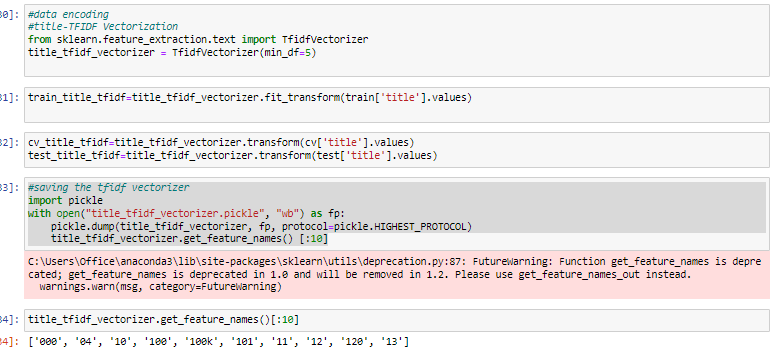 30]: #data encoding
#title-TFIDF Vectorization
from sklearn.feature_extraction.text import TfidfVectorizer
title_tfidf_vectorizer = TfidfVectorizer(min_df=5)
31]: train_title_tfidf=title_tfidf_vectorizer.fit_transform(train['title'].values)
32]: cv_title_tfidf=title_tfidf_vectorizer.transform(cv['title'].values)
test_title_tfidf=title_tfidf_vectorizer.transform(test['title'].values)
33]: #saving the tfidf vectorizer
import pickle
with open("title_tfidf_vectorizer.pickle", "wb") as fp:
pickle.dump(title_tfidf_vectorizer, fp, protocol=pickle.HIGHEST_PROTOCOL)
title_tfidf_vectorizer.get_feature_names() [:10]
C:\Users\Office\anaconda3\lib\site-packages\sklearn\utils\deprecation.py:87: FutureWarning: Function get_feature_names is depre
cated; get_feature_names is deprecated in 1.0 and will be removed in 1.2. Please use get_feature_names_out instead.
warnings.warn(msg, category=FutureWarning)
34]: title_tfidf_vectorizer.get_feature_names()[:10]
34]: ['000', '04', '10', '100', '100k', '101', '11', '12', '120', '13']